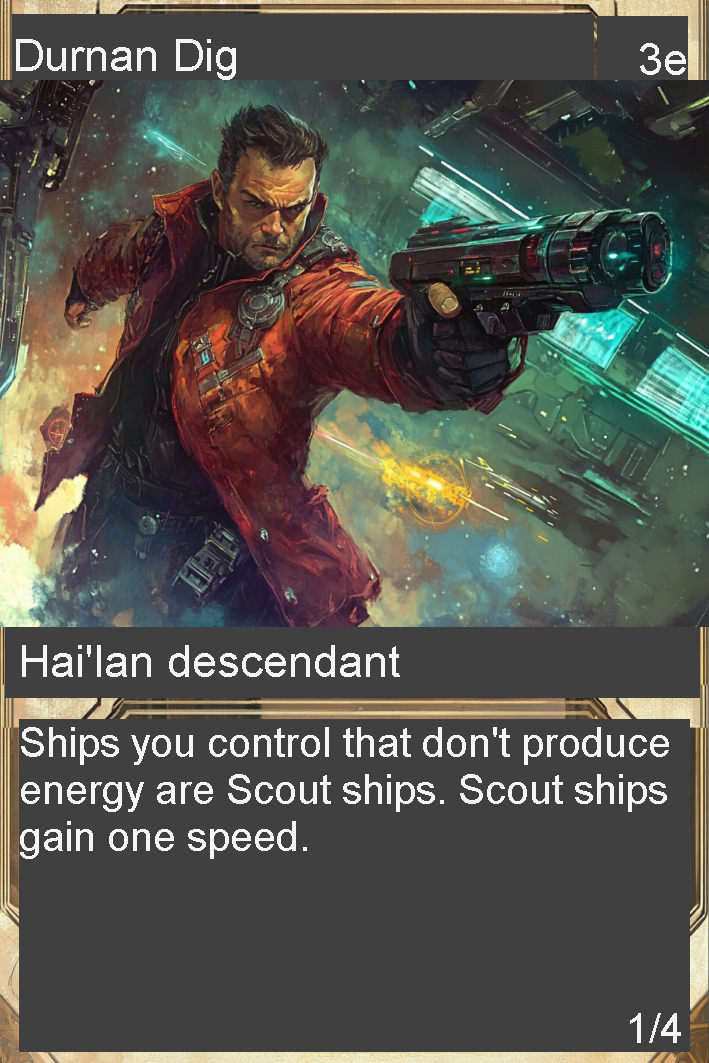 Durnan Dig
3e
Hai'lan descendant
Ships you control that don't produce
energy are Scout ships. Scout ships
gain one speed.
1/4